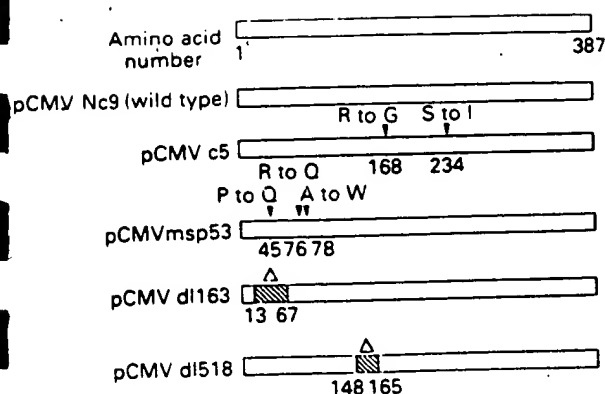 Amino acid
number
1
387
pCMV Nc9 (wild type)
R to G S to I
pCMV c5
168 234
R to Q
P to Q A to W
pCMVmsp53
45 76 78
Δ
pCMV dl163
13 67
Δ
pCMV dl518
148 165